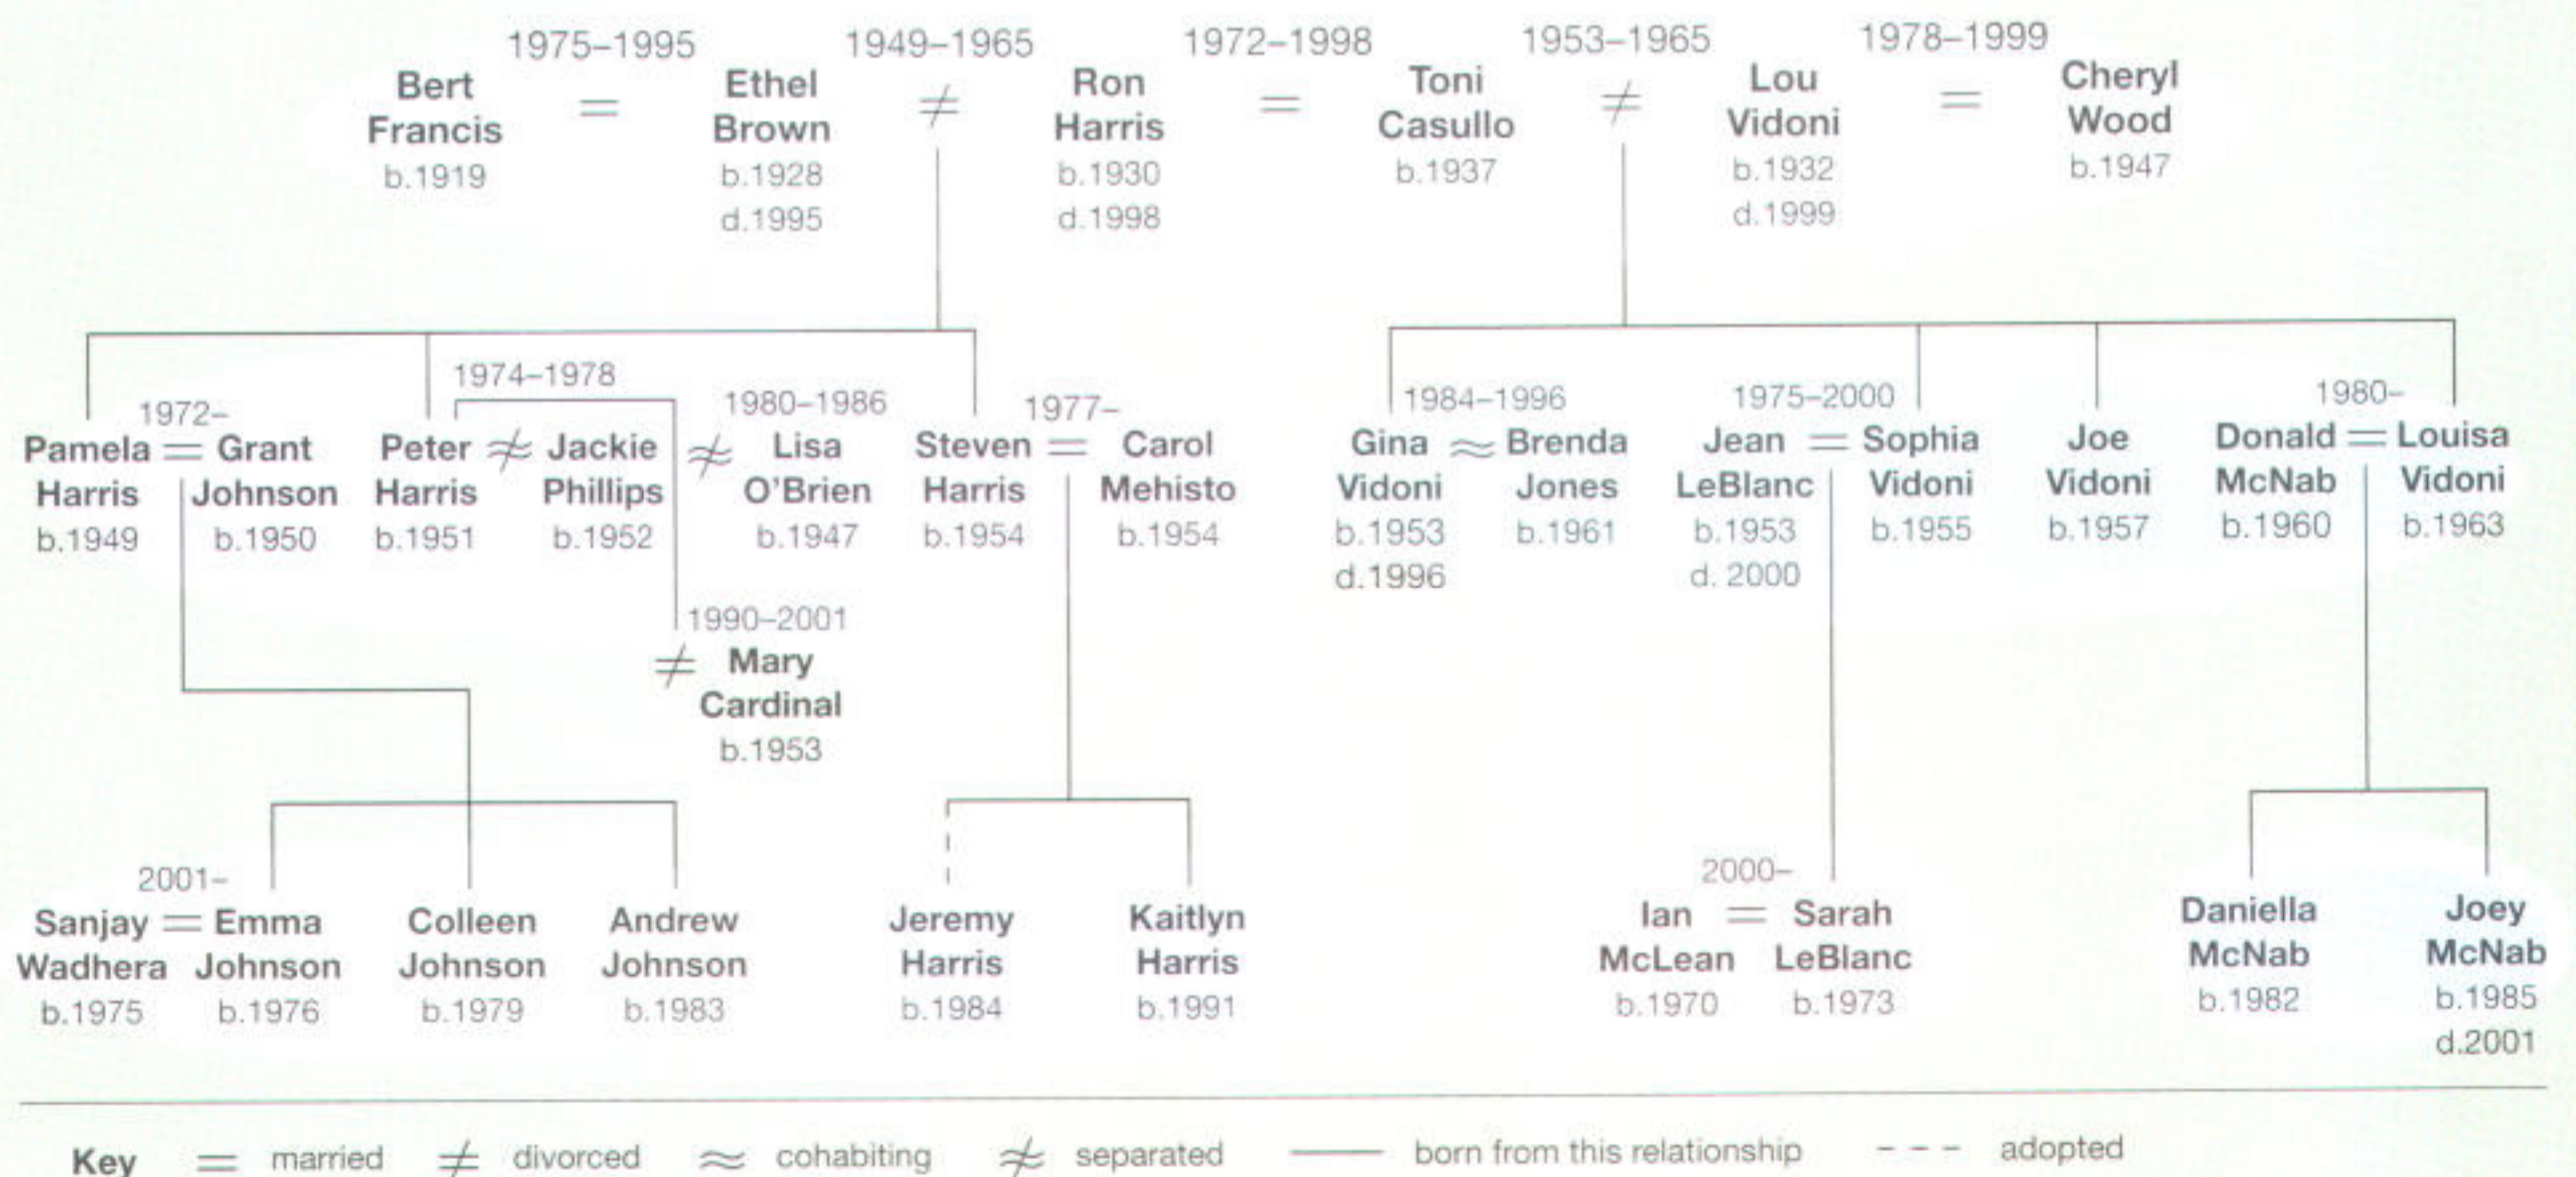 1975–1995 1949–1965 1972–1998 1953–1965 1978–1999
Bert Ethel Ron Toni Lou Cheryl
Francis = Brown ≠ Harris = Casullo ≠ Vidoni = Wood
b.1919 b.1928 b.1930 b.1937 b.1932 b.1947
d.1995 d.1998 d.1999
1974–1978 1980–1986 1984–1996 1975–2000 1980–
1972– 1977–
Pamela = Grant Peter ≉ Jackie ≉ Lisa Steven = Carol Gina ≈ Brenda Jean = Sophia Joe Donald = Louisa
Harris Johnson Harris Phillips O'Brien Harris Mehisto Vidoni Jones LeBlanc Vidoni Vidoni McNab Vidoni
b.1949 b.1950 b.1951 b.1952 b.1947 b.1954 b.1954 b.1953 b.1961 b.1953 b.1955 b.1957 b.1960 b.1963
d.1996 d. 2000
1990–2001
≠ Mary
Cardinal
b.1953
2001– 2000–
Sanjay = Emma Colleen Andrew Jeremy Kaitlyn Ian = Sarah Daniella Joey
Wadhera Johnson Johnson Johnson Harris Harris McLean LeBlanc McNab McNab
b.1975 b.1976 b.1979 b.1983 b.1984 b.1991 b.1970 b.1973 b.1982 b.1985
d.2001
Key = married ≠ divorced ≈ cohabiting ≉ separated born from this relationship - - - adopted